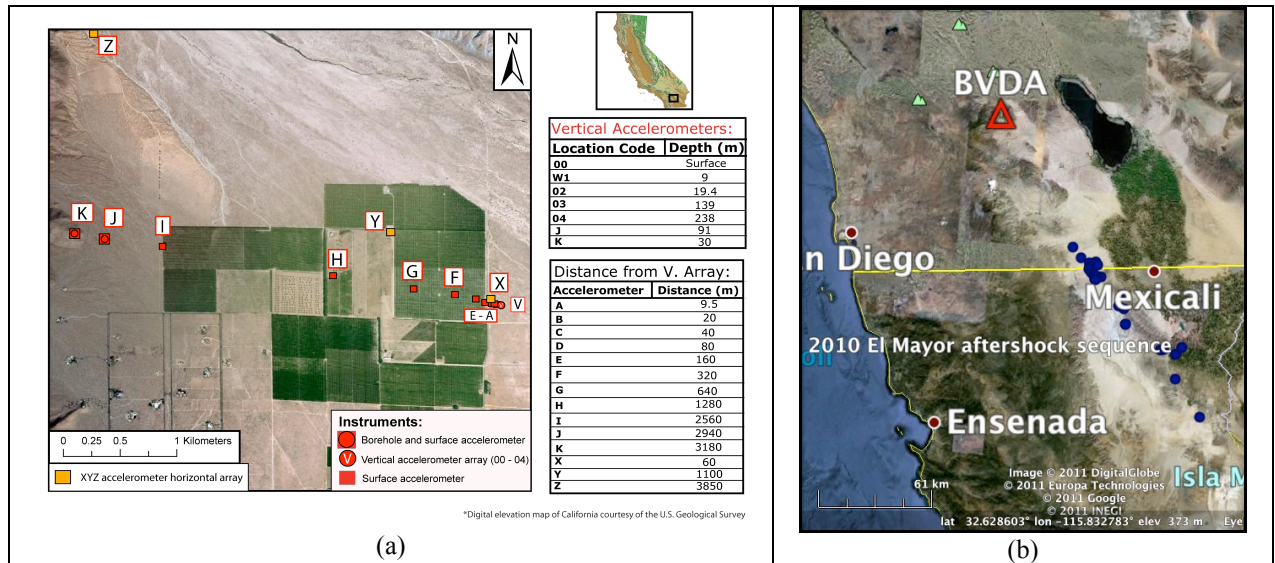 Z
N
K
J
I
Y
H
G
F
X
V
E - A
0 0.25 0.5 1 Kilometers
XYZ accelerometer horizontal array
Instruments:
Borehole and surface accelerometer
V Vertical accelerometer array (00 - 04)
Surface accelerometer
Vertical Accelerometers:
Location Code Depth (m)
00 Surface
W1 9
02 19.4
03 139
04 238
J 91
K 30
Distance from V. Array:
Accelerometer Distance (m)
A 9.5
B 20
C 40
D 80
E 160
F 320
G 640
H 1280
I 2560
J 2940
K 3180
X 60
Y 1100
Z 3850
*Digital elevation map of California courtesy of the U.S. Geological Survey
(a)
BVDA
n Diego
Mexicali
2010 El Mayor aftershock sequence
Ensenada
Image © 2011 DigitalGlobe
© 2011 Europa Technologies
© 2011 Google
© 2011 INEGI
Isla M
61 km
lat 32.628603° lon -115.832783° elev 373 m Eye
(b)